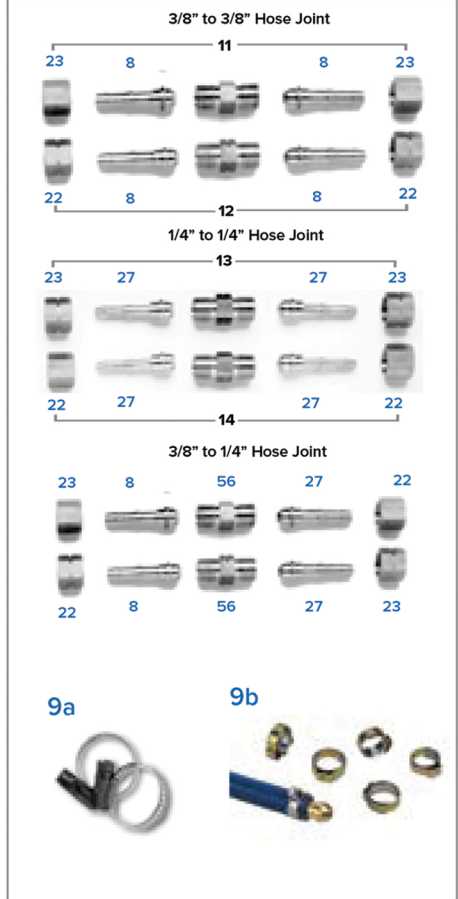 3/8” to 3/8” Hose Joint
11
23 8 8 23
22 8 8 22
12
1/4” to 1/4” Hose Joint
13
23 27 27 23
22 27 27 22
14
3/8” to 1/4” Hose Joint
23 8 56 27 22
22 8 56 27 23
9a 9b